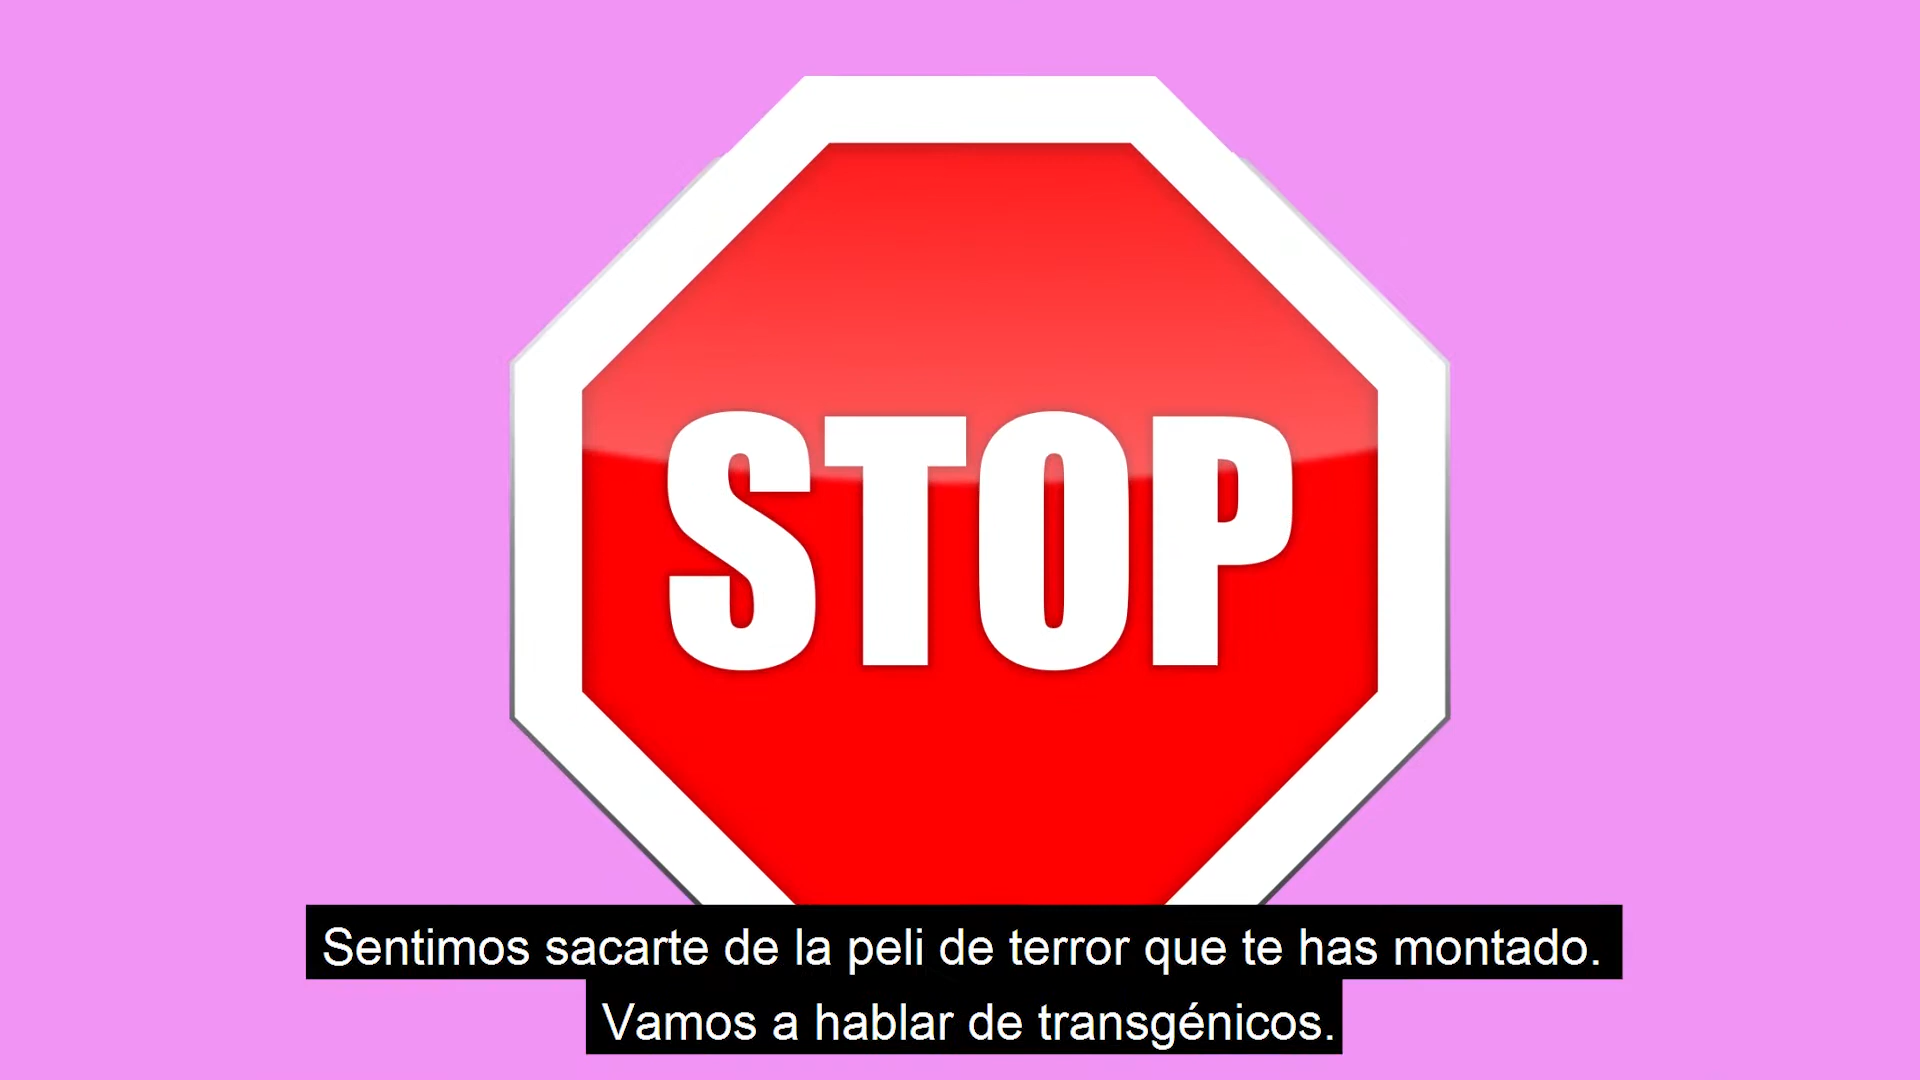 STOP
Sentimos sacarte de la peli de terror que te has montado.
Vamos a hablar de transgénicos.